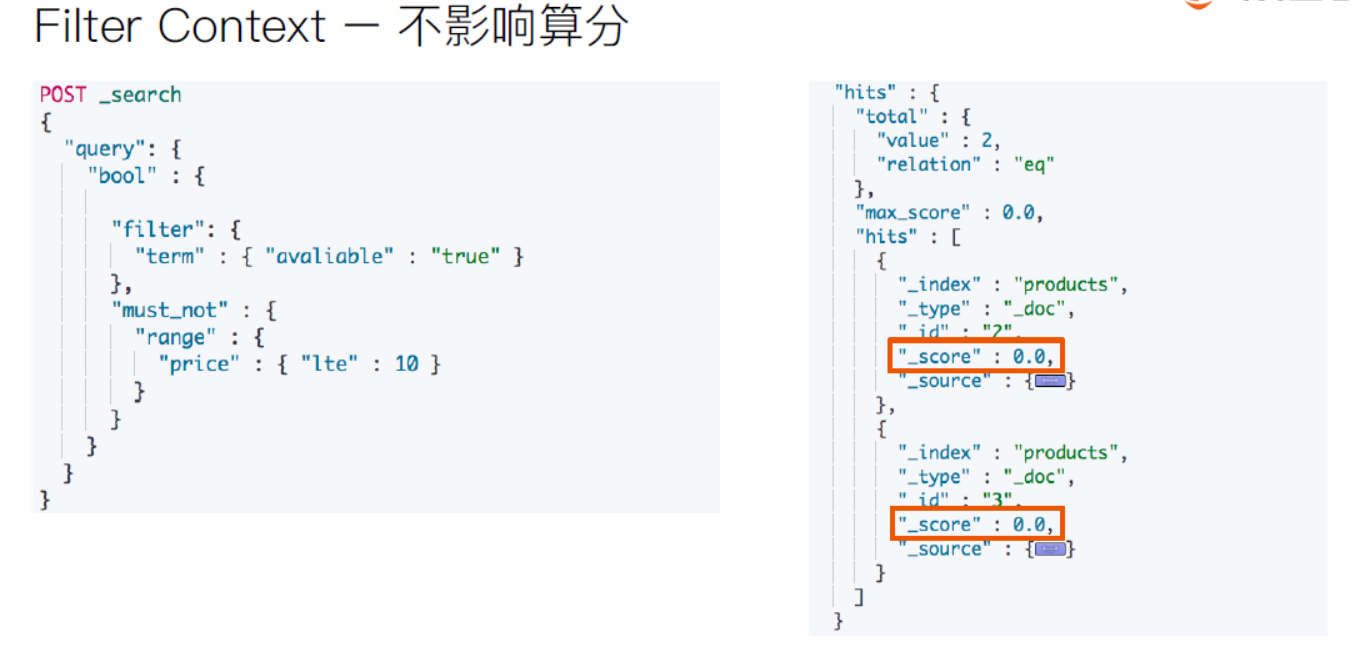 Filter Context — 不影响算分
POST _search
{
"query": {
"bool" : {
"filter": {
"term" : { "avaliable" : "true" }
},
"must_not" : {
"range" : {
"price" : { "lte" : 10 }
}
}
}
}
}
"hits" : {
"total" : {
"value" : 2,
"relation" : "eq"
},
"max_score" : 0.0,
"hits" : [
{
"_index" : "products",
"_type" : "_doc",
"_id" : "2",
"_score" : 0.0,
"_source" : {}
},
{
"_index" : "products",
"_type" : "_doc",
"_id" : "3",
"_score" : 0.0,
"_source" : {}
}
]
}